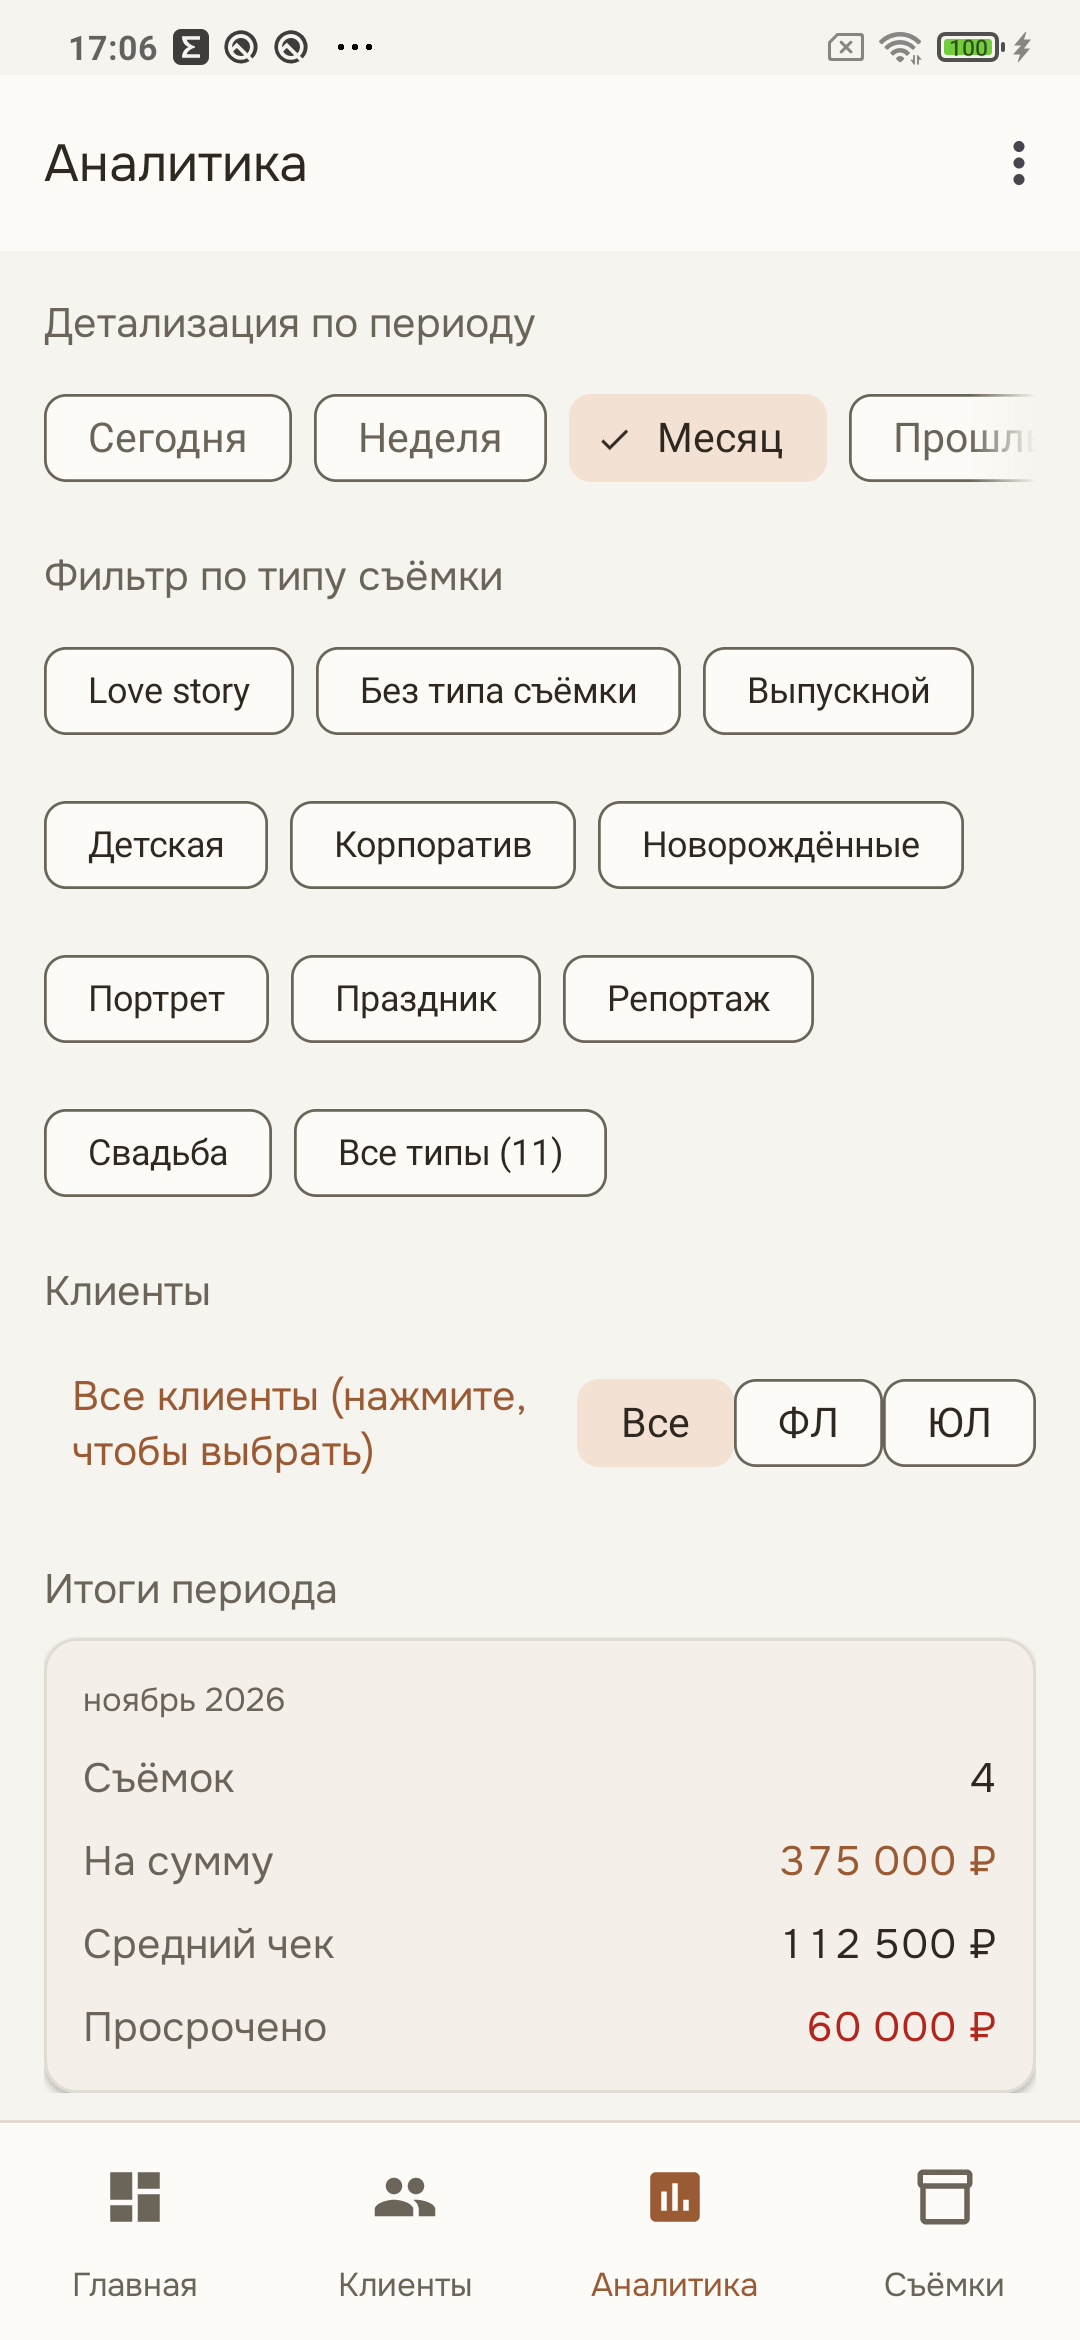 17:06
100
Аналитика
Детализация по периоду
Сегодня
Неделя
Месяц
Прошл
Фильтр по типу съёмки
Love story
Без типа съёмки
Выпускной
Детская
Корпоратив
Новорождённые
Портрет
Праздник
Репортаж
Свадьба
Все типы (11)
Клиенты
Все клиенты (нажмите,
чтобы выбрать)
Все
ФЛ
ЮЛ
Итоги периода
ноябрь 2026
Съёмок 4
На сумму 375 000 ₽
Средний чек 112 500 ₽
Просрочено 60 000 ₽
Главная
Клиенты
Аналитика
Съёмки